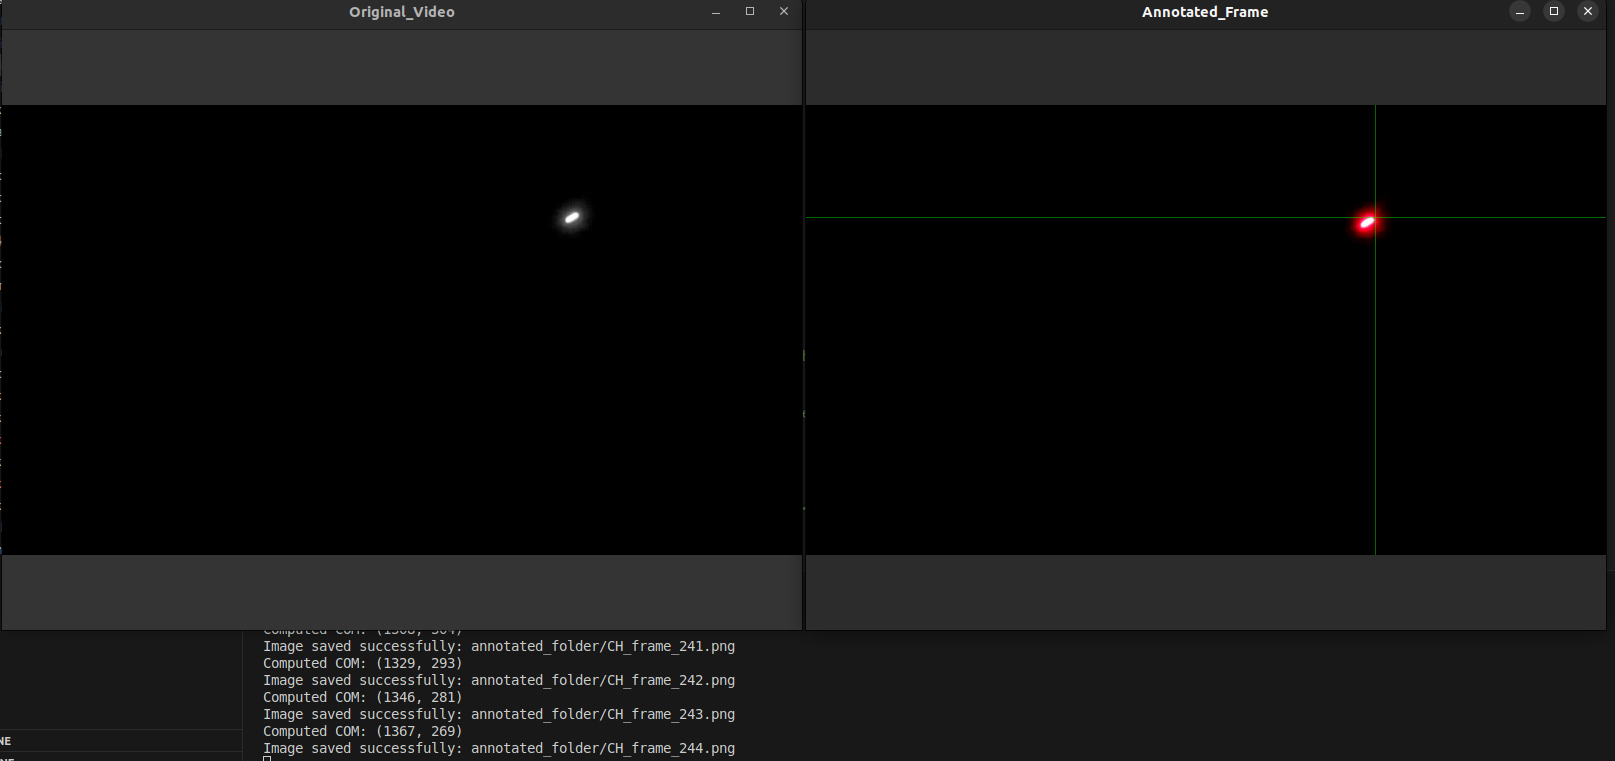 Original_Video
Annotated_Frame
Image saved successfully: annotated_folder/CH_frame_241.png
Computed COM: (1329, 293)
Image saved successfully: annotated_folder/CH_frame_242.png
Computed COM: (1346, 281)
Image saved successfully: annotated_folder/CH_frame_243.png
Computed COM: (1367, 269)
NE
Image saved successfully: annotated_folder/CH_frame_244.png